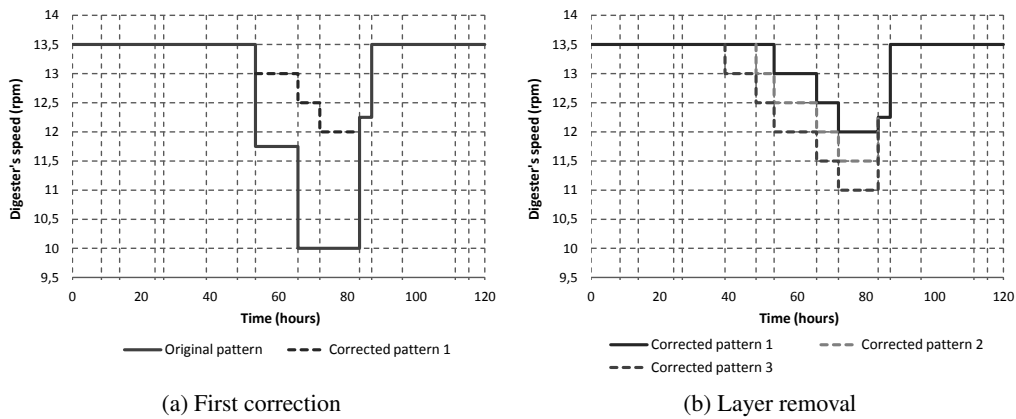 14
13,5
13
12,5
12
11,5
11
10,5
10
9,5
Digester's speed (rpm)
0 20 40 60 80 100 120
Time (hours)
Original pattern Corrected pattern 1
(a) First correction
14
13,5
13
12,5
12
11,5
11
10,5
10
9,5
Digester's speed (rpm)
0 20 40 60 80 100 120
Time (hours)
Corrected pattern 1 Corrected pattern 2
Corrected pattern 3
(b) Layer removal